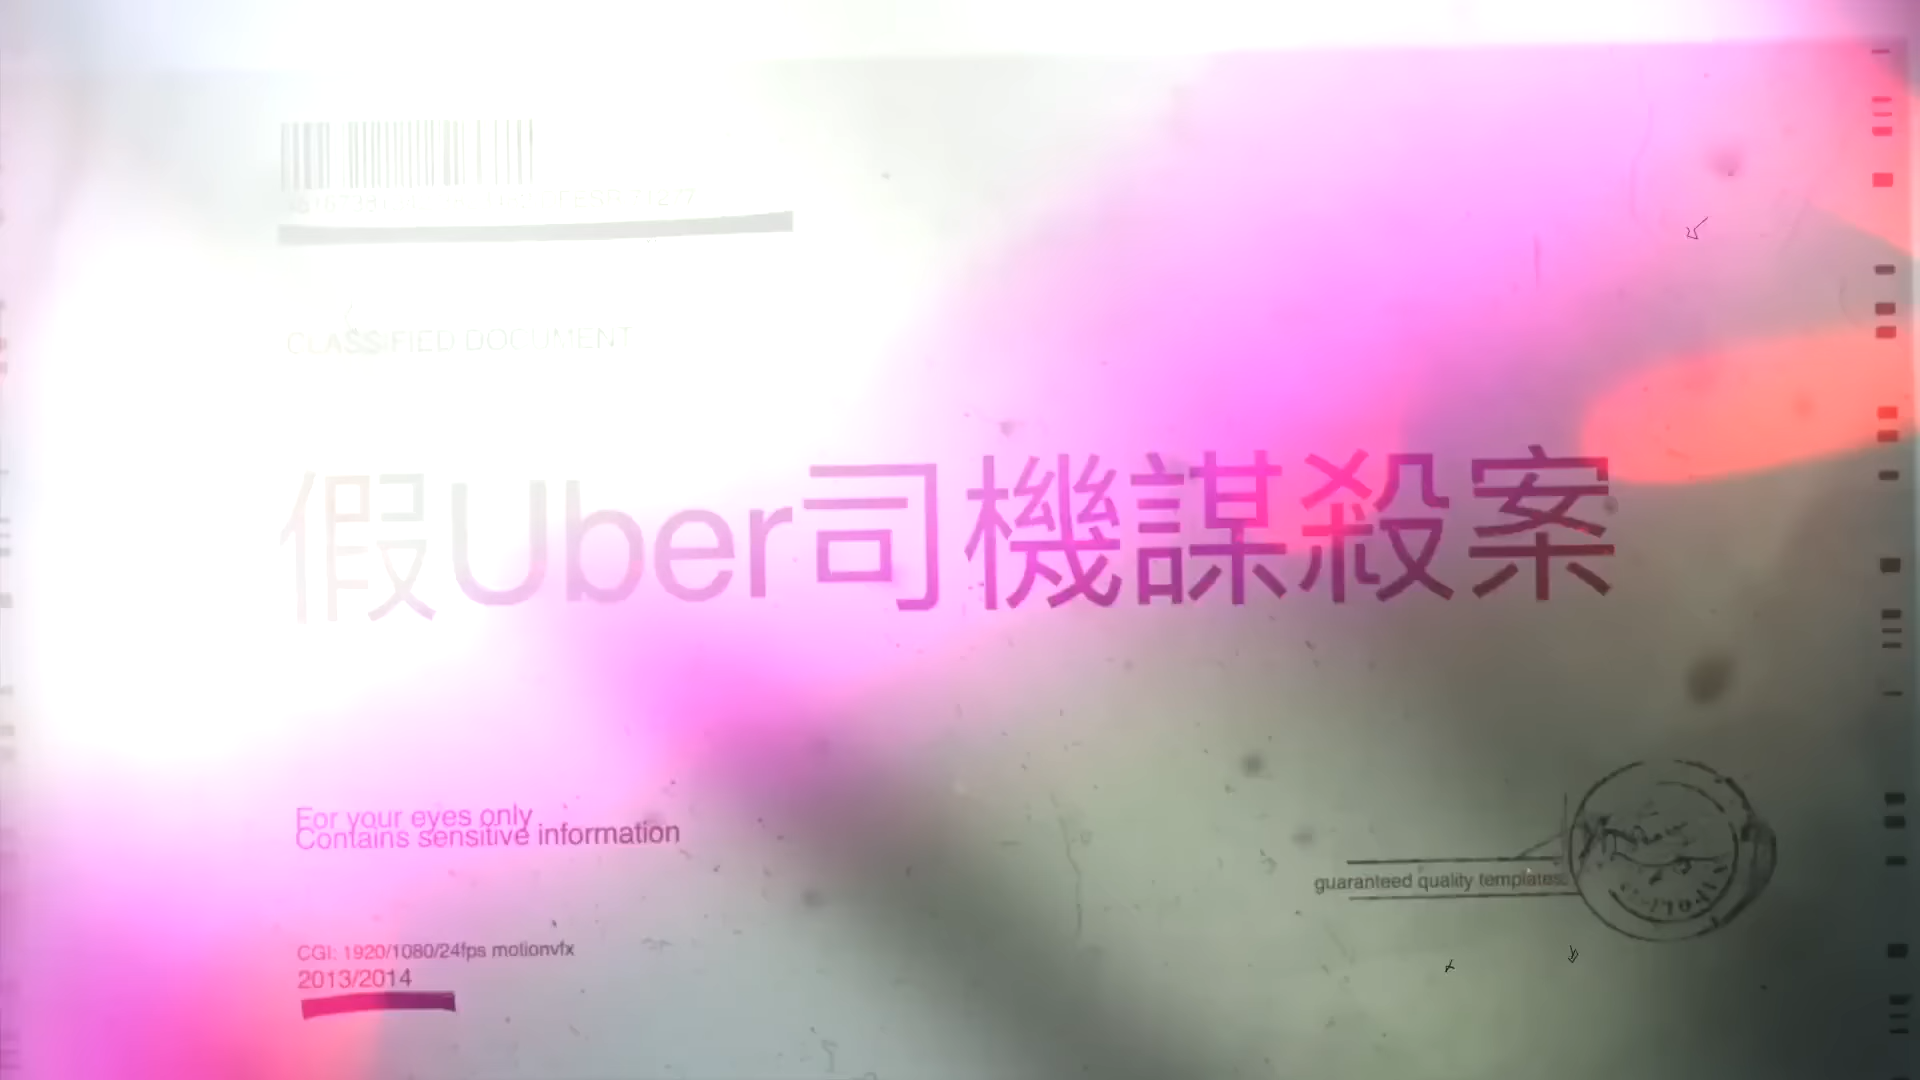 CLASSIFIED DOCUMENT
假Uber司機謀殺案
For your eyes only
Contains sensitive information
guaranteed quality templates.
CGI: 1920/1080/24fps motionvfx
2013/2014